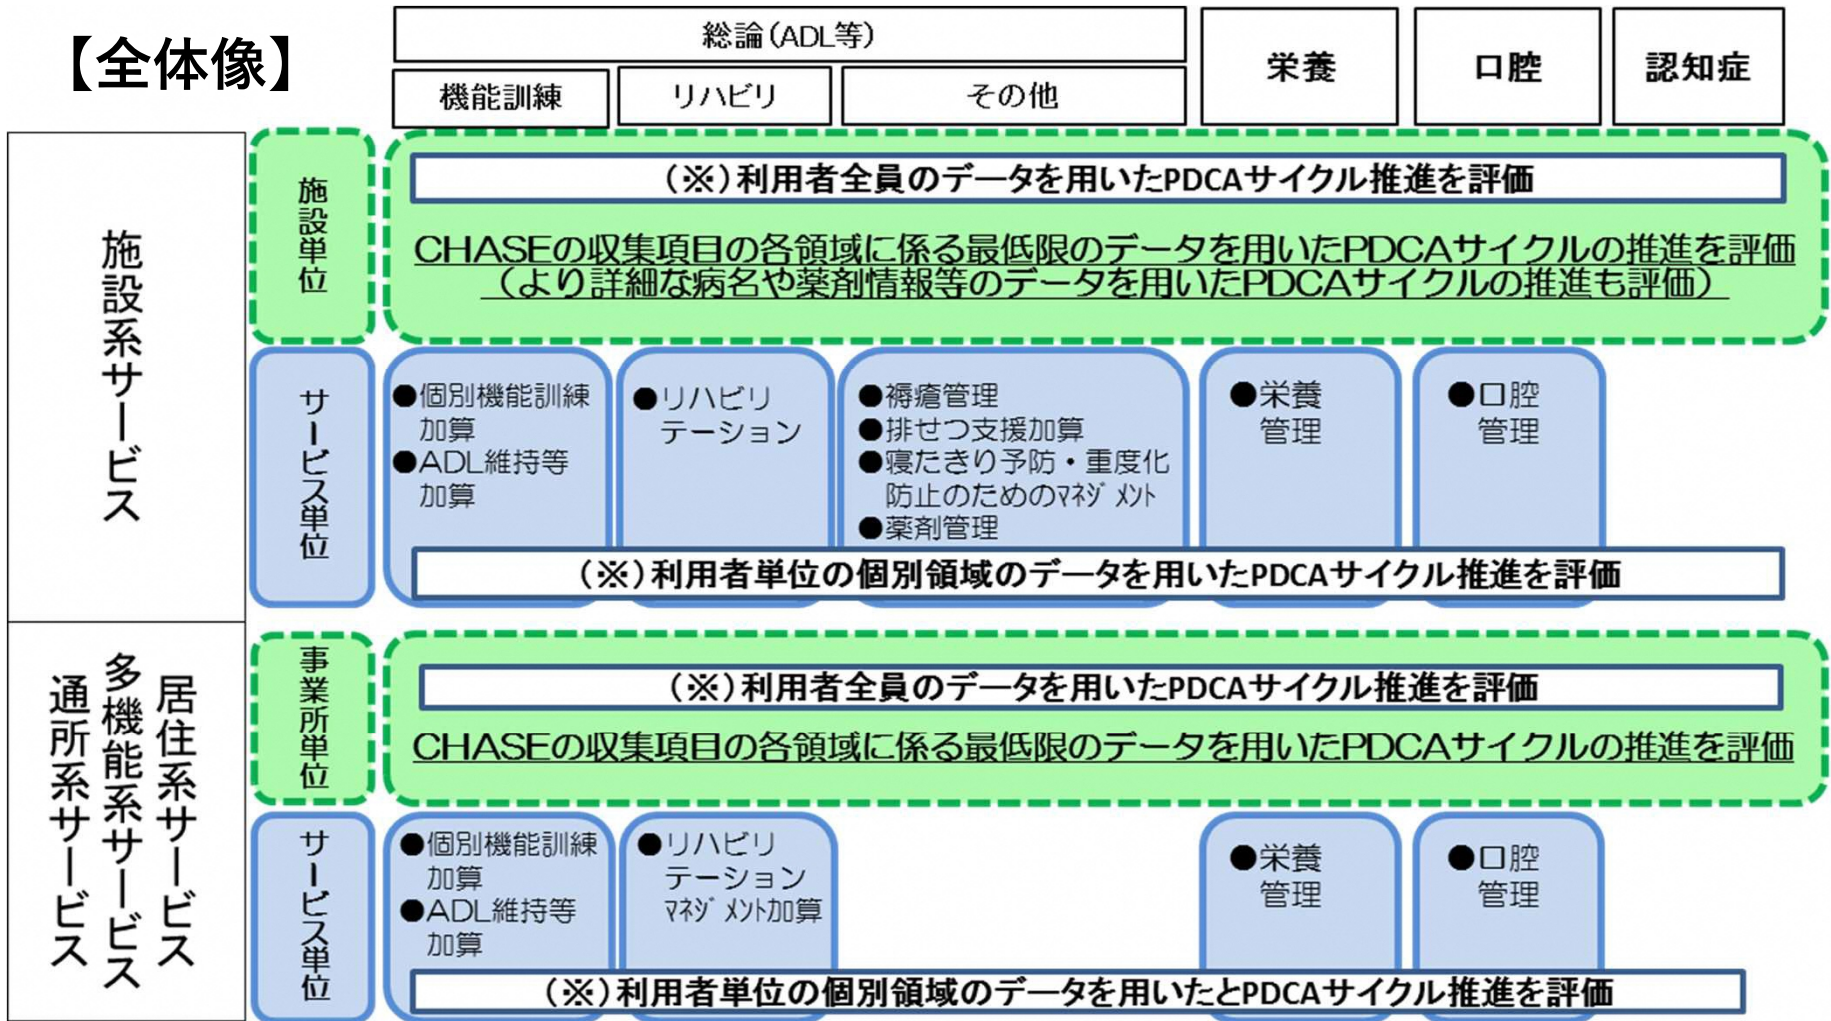 【全体像】
総論(ADL等)
機能訓練
リハビリ
その他
栄養
口腔
認知症
施設系サービス
施設単位
(※)利用者全員のデータを用いたPDCAサイクル推進を評価
CHASEの収集項目の各領域に係る最低限のデータを用いたPDCAサイクルの推進を評価
(より詳細な病名や薬剤情報等のデータを用いたPDCAサイクルの推進も評価)
サービス単位
●個別機能訓練
加算
●ADL維持等
加算
●リハビリ
テーション
●褥瘡管理
●排せつ支援加算
●寝たきり予防・重度化
防止のためのﾏﾈｼﾞﾒﾝﾄ
●薬剤管理
●栄養
管理
●口腔
管理
(※)利用者単位の個別領域のデータを用いたPDCAサイクル推進を評価
居住系サービス
多機能系サービス
通所系サービス
事業所単位
(※)利用者全員のデータを用いたPDCAサイクル推進を評価
CHASEの収集項目の各領域に係る最低限のデータを用いたPDCAサイクルの推進を評価
サービス単位
●個別機能訓練
加算
●ADL維持等
加算
●リハビリ
テーション
ﾏﾈｼﾞﾒﾝﾄ加算
●栄養
管理
●口腔
管理
(※)利用者単位の個別領域のデータを用いたとPDCAサイクル推進を評価